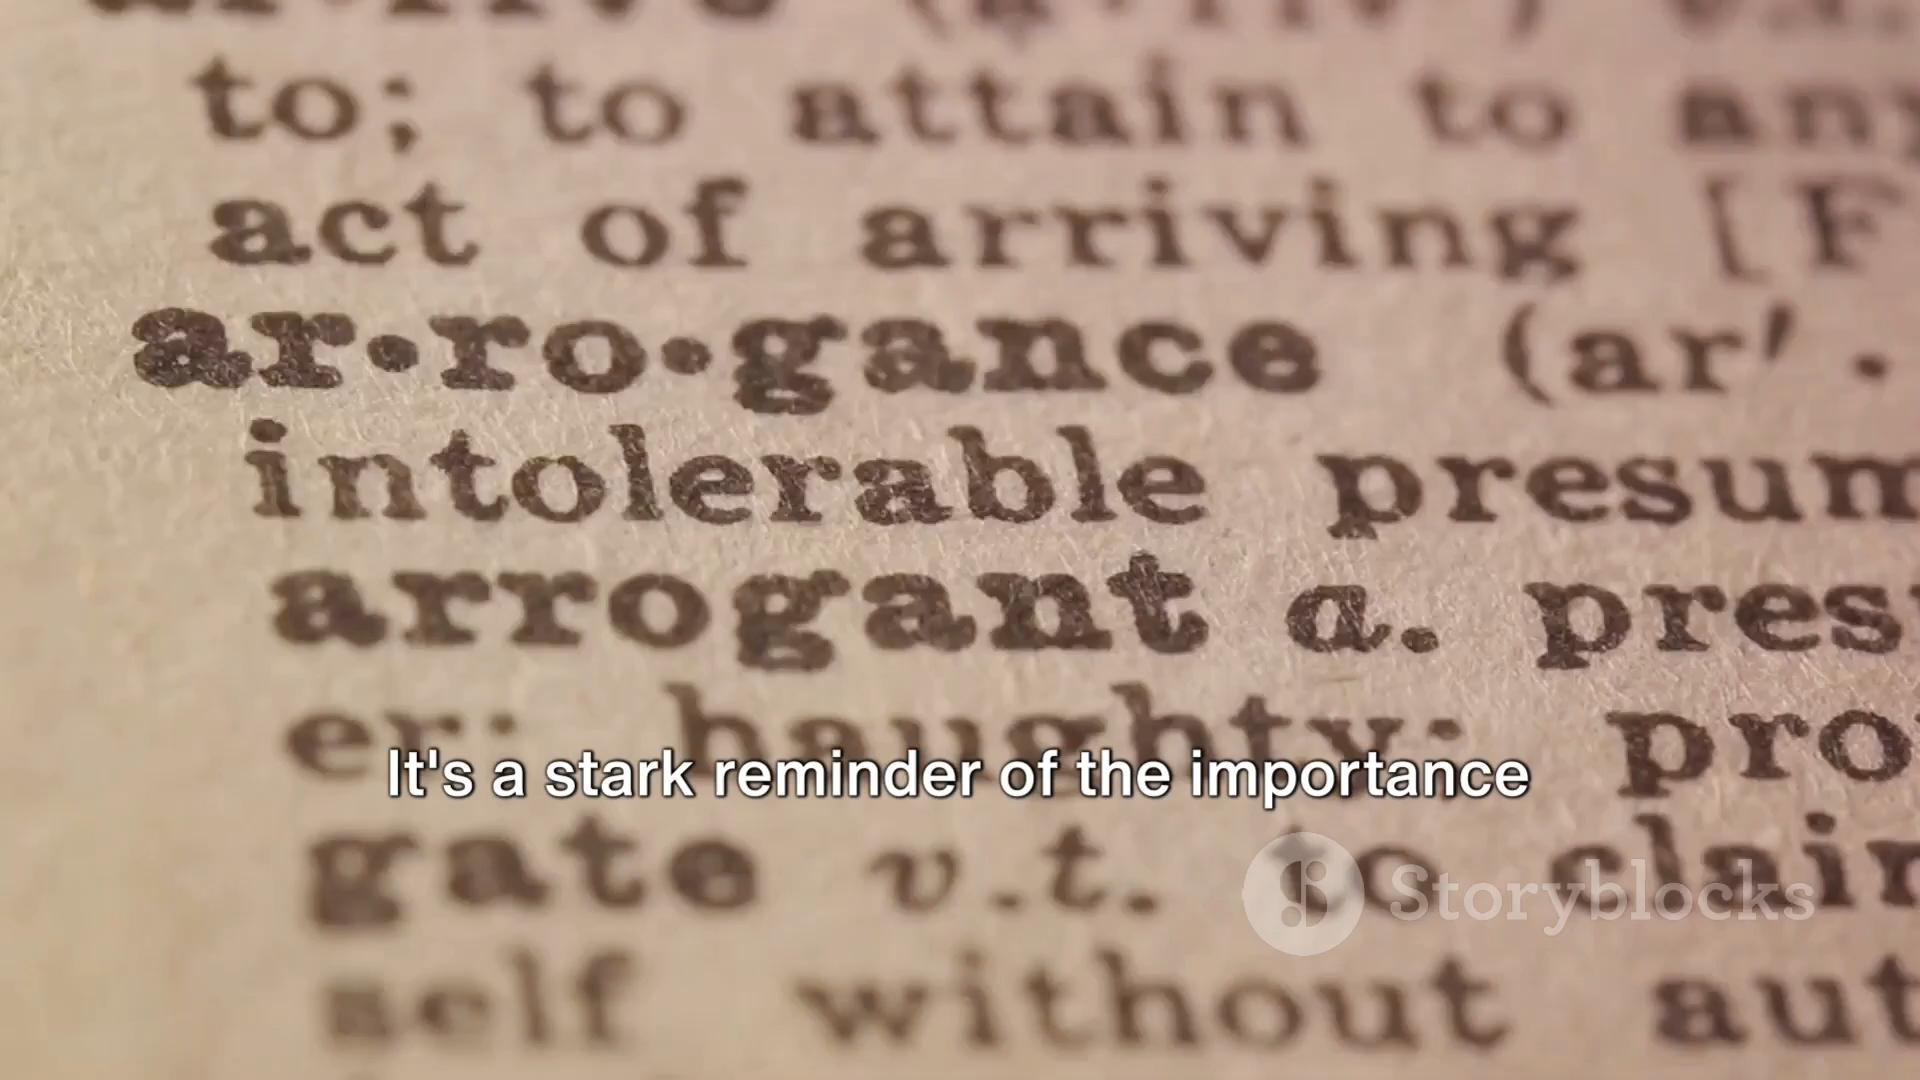 to; to attain to
act of arriving [F
ar·ro·gance (ar'·
intolerable presum
arrogant a. pres
er; haughty; pro
It's a stark reminder of the importance
gate v.t. to clair
Storyblocks
self without aut